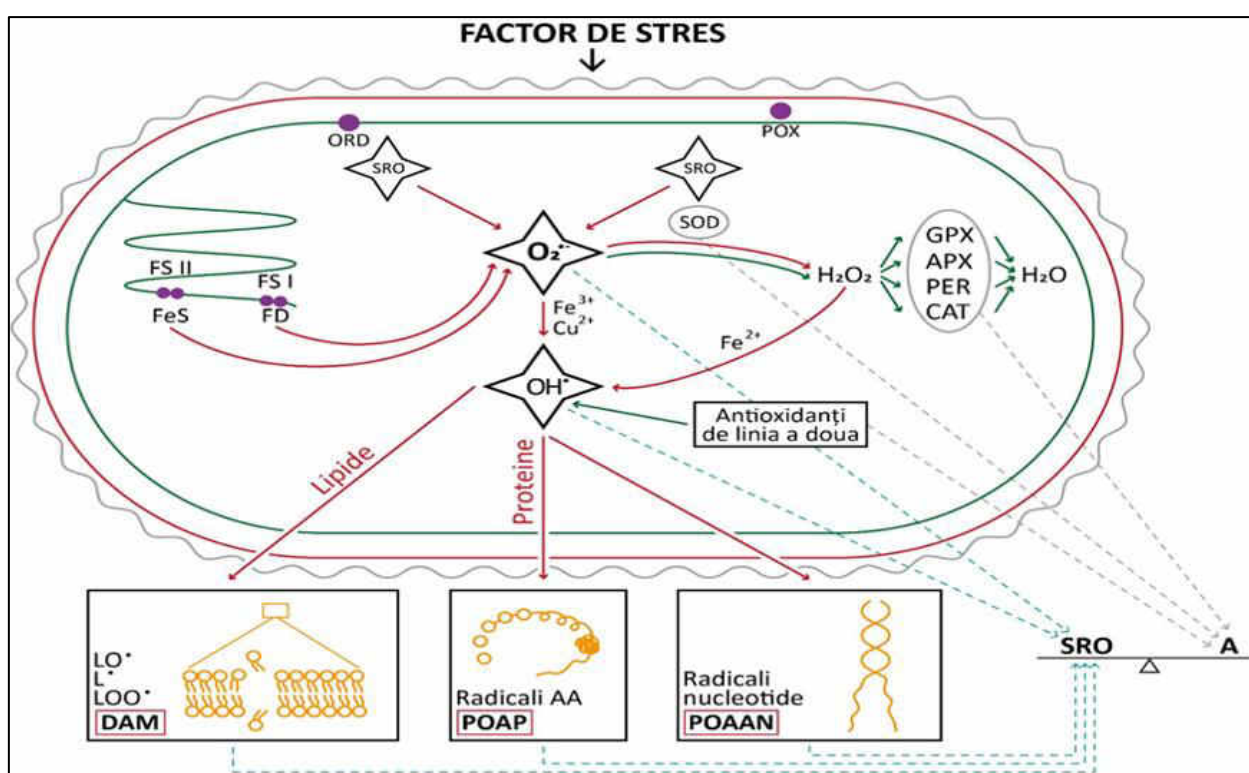 FACTOR DE STRES
ORD
POX
SRO
SRO
SOD
O₂•-
GPX
APX
PER
CAT
H₂O₂
H₂O
FS II
FS I
FeS
FD
Fe³⁺
Cu²⁺
Fe²⁺
OH•
Antioxidanți
de linia a doua
Lipide
Proteine
LO•
L•
LOO•
DAM
Radicali AA
POAP
Radicali
nucleotide
POAAN
SRO
A